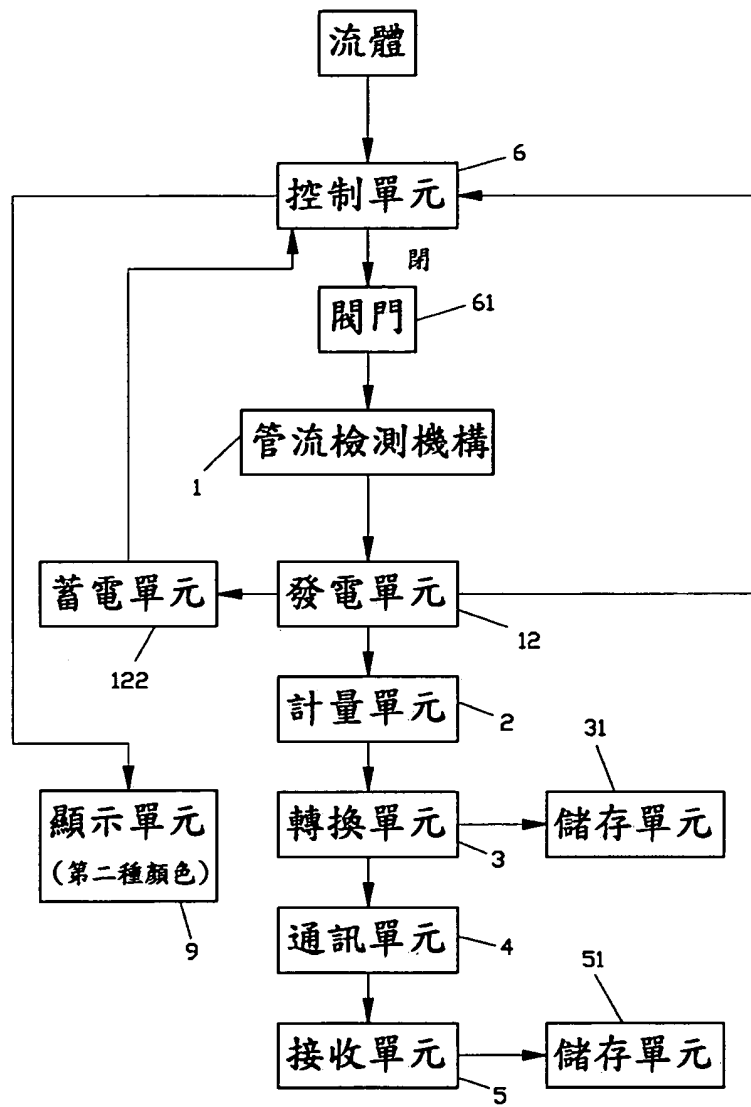 流體
6
控制單元
閉
閥門
61
管流檢測機構
1
蓄電單元
發電單元
122
12
計量單元
2
31
顯示單元
(第二種顏色)
轉換單元
儲存單元
3
9
通訊單元
4
51
接收單元
儲存單元
5